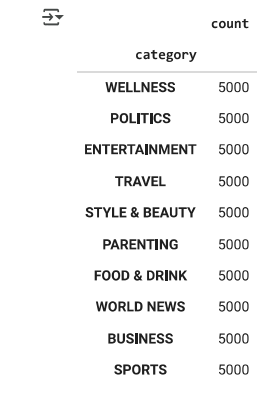 count
category
WELLNESS 5000
POLITICS 5000
ENTERTAINMENT 5000
TRAVEL 5000
STYLE & BEAUTY 5000
PARENTING 5000
FOOD & DRINK 5000
WORLD NEWS 5000
BUSINESS 5000
SPORTS 5000